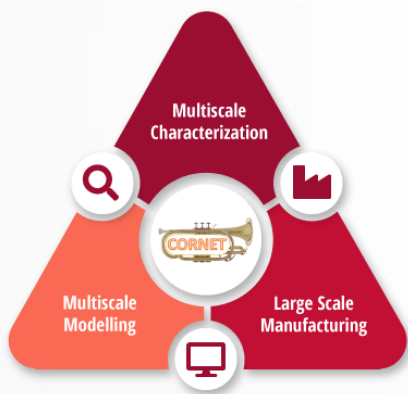 Multiscale
Characterization
CORNET
Multiscale
Modelling
Large Scale
Manufacturing